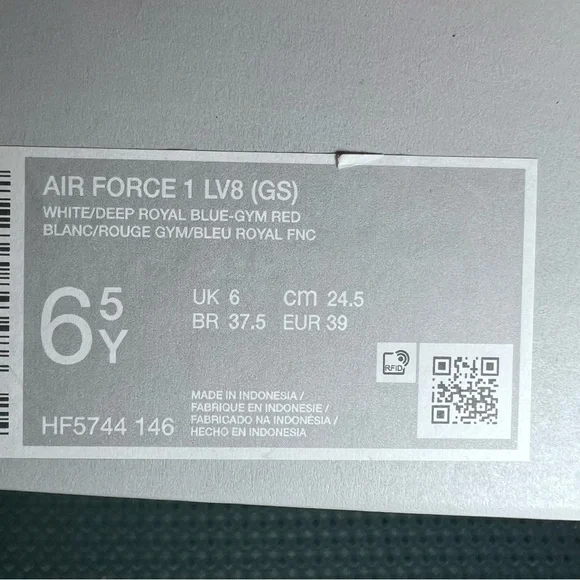 AIR FORCE 1 LV8 (GS)
WHITE/DEEP ROYAL BLUE-GYM RED
BLANC/ROUGE GYM/BLEU ROYAL FNC
6 5 Y
UK 6 cm 24.5
BR 37.5 EUR 39
RFID
MADE IN INDONESIA /
FABRIQUE EN INDONESIE /
FABRICADO NA INDONÉSIA /
HECHO EN INDONESIA
HF5744 146